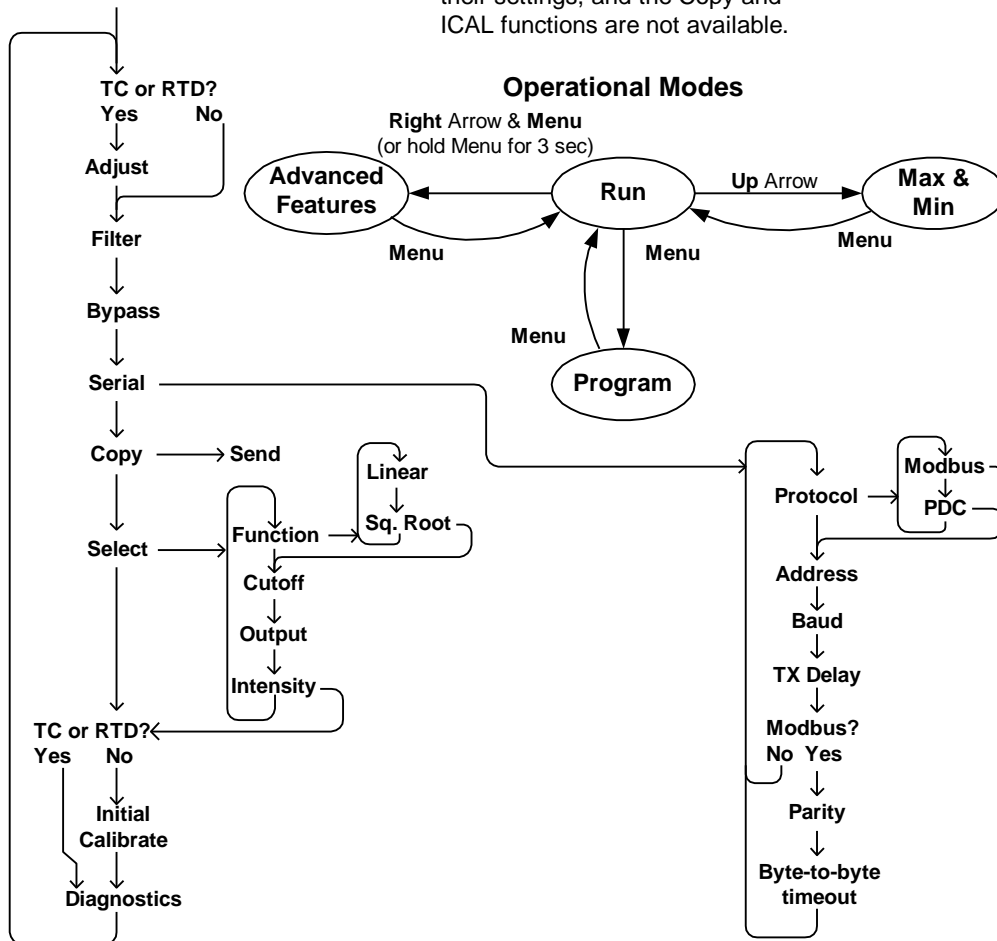 their settings, and the Copy and
ICAL functions are not available.
Operational Modes
Right Arrow & Menu
(or hold Menu for 3 sec)
Advanced
Features
Run
Up Arrow
Max &
Min
Menu
Menu
Menu
Menu
Program
TC or RTD?
Yes No
Adjust
Filter
Bypass
Serial
Copy
Send
Select
Function
Linear
Sq. Root
Cutoff
Output
Intensity
TC or RTD?
Yes No
Initial
Calibrate
Diagnostics
Protocol
Modbus
PDC
Address
Baud
TX Delay
Modbus?
No Yes
Parity
Byte-to-byte
timeout